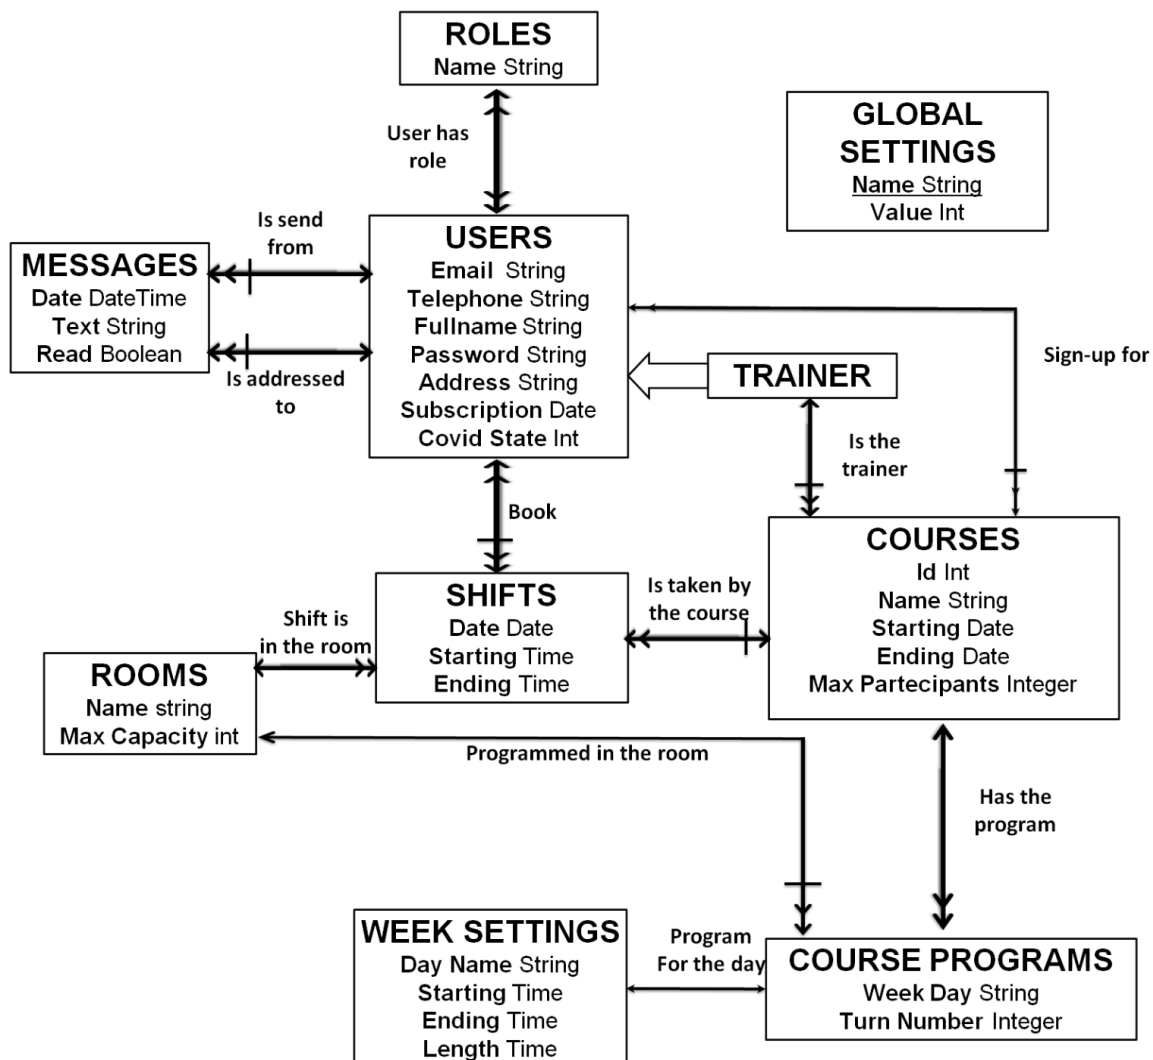 ROLES
Name String
User has
role
GLOBAL
SETTINGS
Name String
Value Int
Is send
from
MESSAGES
Date DateTime
Text String
Read Boolean
Is addressed
to
USERS
Email String
Telephone String
Fullname String
Password String
Address String
Subscription Date
Covid State Int
TRAINER
Sign-up for
Is the
trainer
Book
COURSES
Id Int
Name String
Starting Date
Ending Date
Max Partecipants Integer
Is taken by
the course
SHIFTS
Date Date
Starting Time
Ending Time
Shift is
in the room
ROOMS
Name string
Max Capacity int
Programmed in the room
Has the
program
WEEK SETTINGS
Day Name String
Starting Time
Ending Time
Length Time
Program
For the day
COURSE PROGRAMS
Week Day String
Turn Number Integer